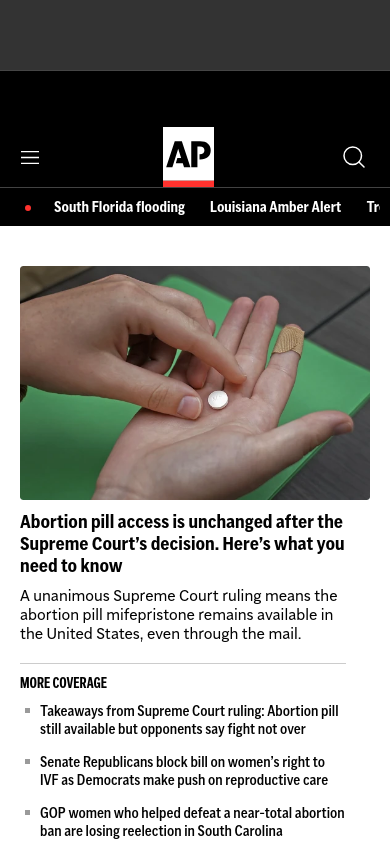 AP
South Florida flooding Louisiana Amber Alert
Abortion pill access is unchanged after the
Supreme Court’s decision. Here’s what you
need to know
A unanimous Supreme Court ruling means the
abortion pill mifepristone remains available in
the United States, even through the mail.
MORE COVERAGE
Takeaways from Supreme Court ruling: Abortion pill
still available but opponents say fight not over
Senate Republicans block bill on women’s right to
IVF as Democrats make push on reproductive care
GOP women who helped defeat a near-total abortion
ban are losing reelection in South Carolina